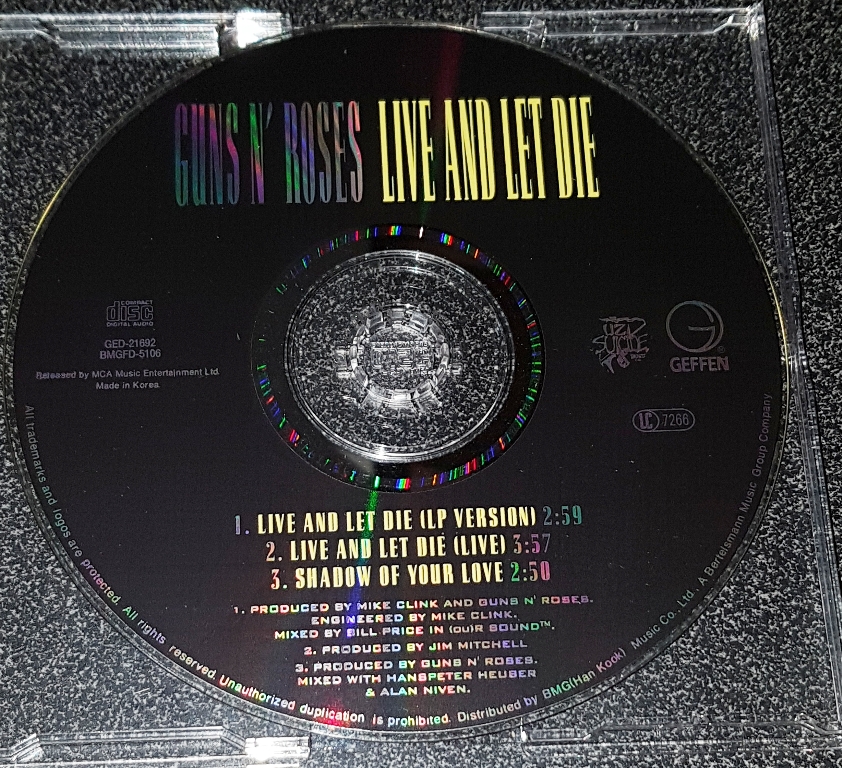 GUNS N' ROSES LIVE AND LET DIE
COMPACT
disc
DIGITAL AUDIO
GED-21692
BMGFD-5106
Released by MCA Music Entertainment Ltd.
Made in Korea.
UZI
SUICIDE
GEFFEN
LC 7266
1. LIVE AND LET DIE (LP VERSION) 2:59
2. LIVE AND LET DIE (LIVE) 3:57
3. SHADOW OF YOUR LOVE 2:50
1. PRODUCED BY MIKE CLINK AND GUNS N' ROSES.
ENGINEERED BY MIKE CLINK.
MIXED BY BILL PRICE IN (OU)R SOUND™.
2. PRODUCED BY JIM MITCHELL
3. PRODUCED BY GUNS N' ROSES.
MIXED WITH HANSPETER HEUBER
& ALAN NIVEN.
All trademarks and logos are protected. All rights reserved. Unauthorized duplication is prohibited. Distributed by BMG(Han Kook) Music Co. Ltd. A Bertelsmann Music Group Company